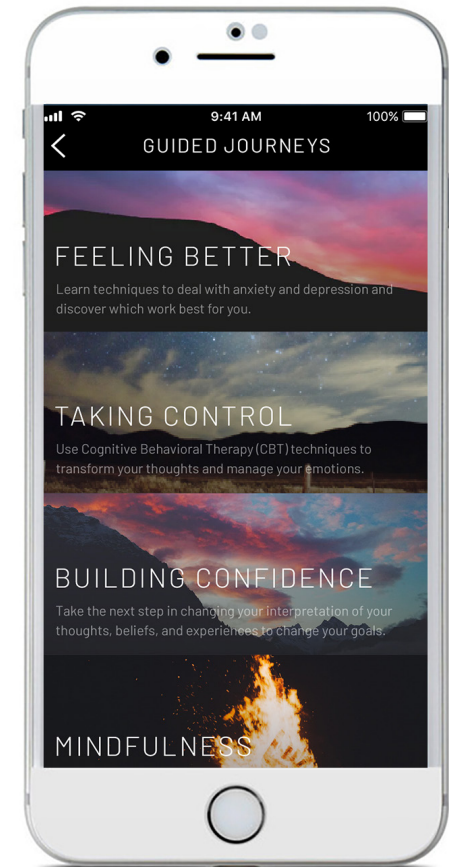 9:41 AM
100%
GUIDED JOURNEYS
FEELING BETTER
Learn techniques to deal with anxiety and depression and
discover which work best for you.
TAKING CONTROL
Use Cognitive Behavioral Therapy (CBT) techniques to
transform your thoughts and manage your emotions.
BUILDING CONFIDENCE
Take the next step in changing your interpretation of your
thoughts, beliefs, and experiences to change your goals.
MINDFULNESS